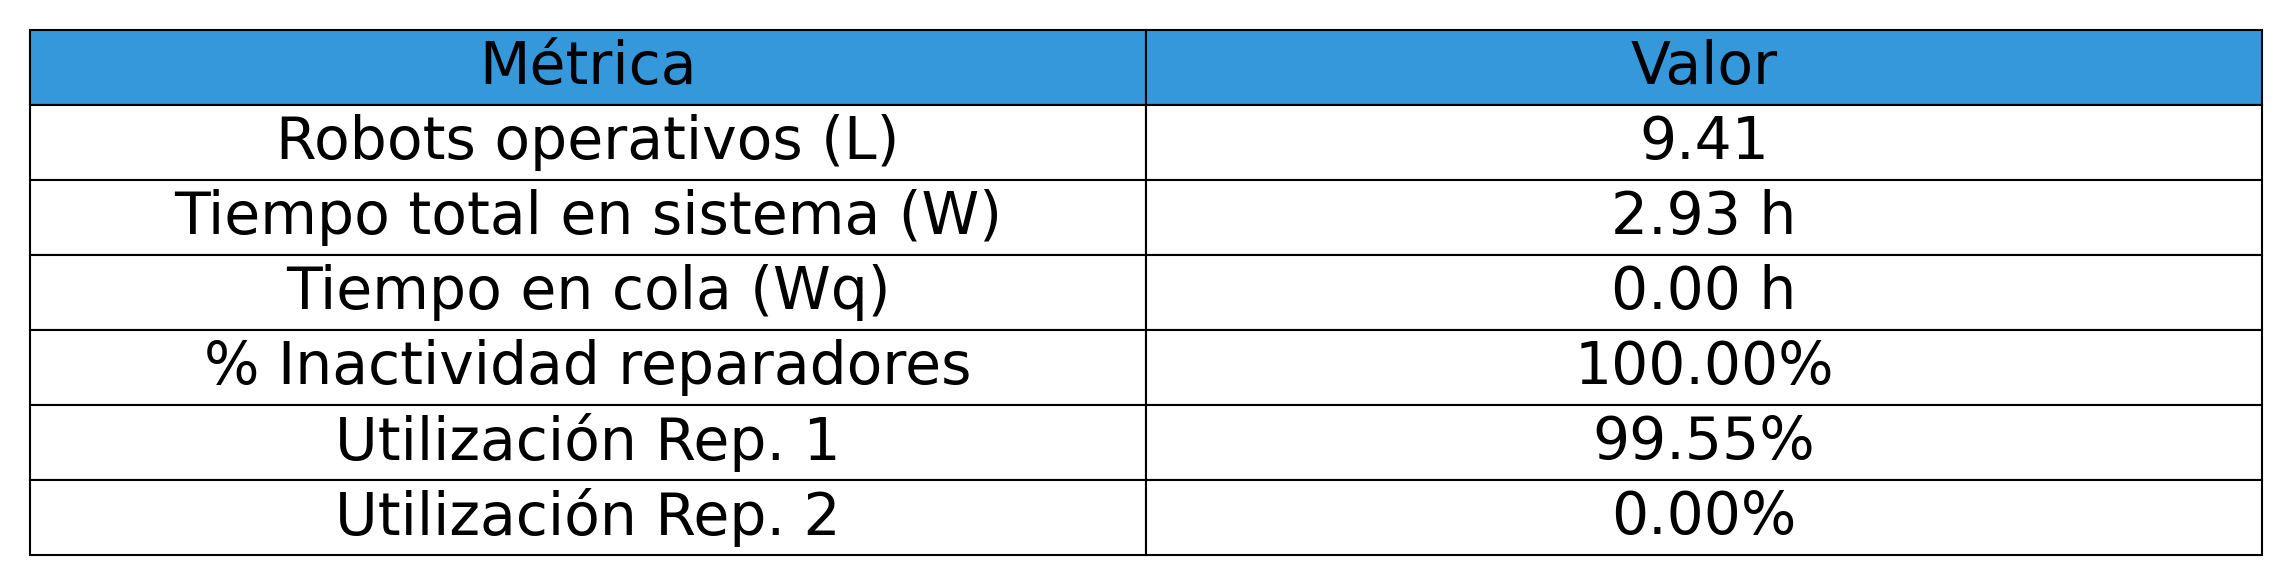 Métrica Valor
Robots operativos (L) 9.41
Tiempo total en sistema (W) 2.93 h
Tiempo en cola (Wq) 0.00 h
% Inactividad reparadores 100.00%
Utilización Rep. 1 99.55%
Utilización Rep. 2 0.00%